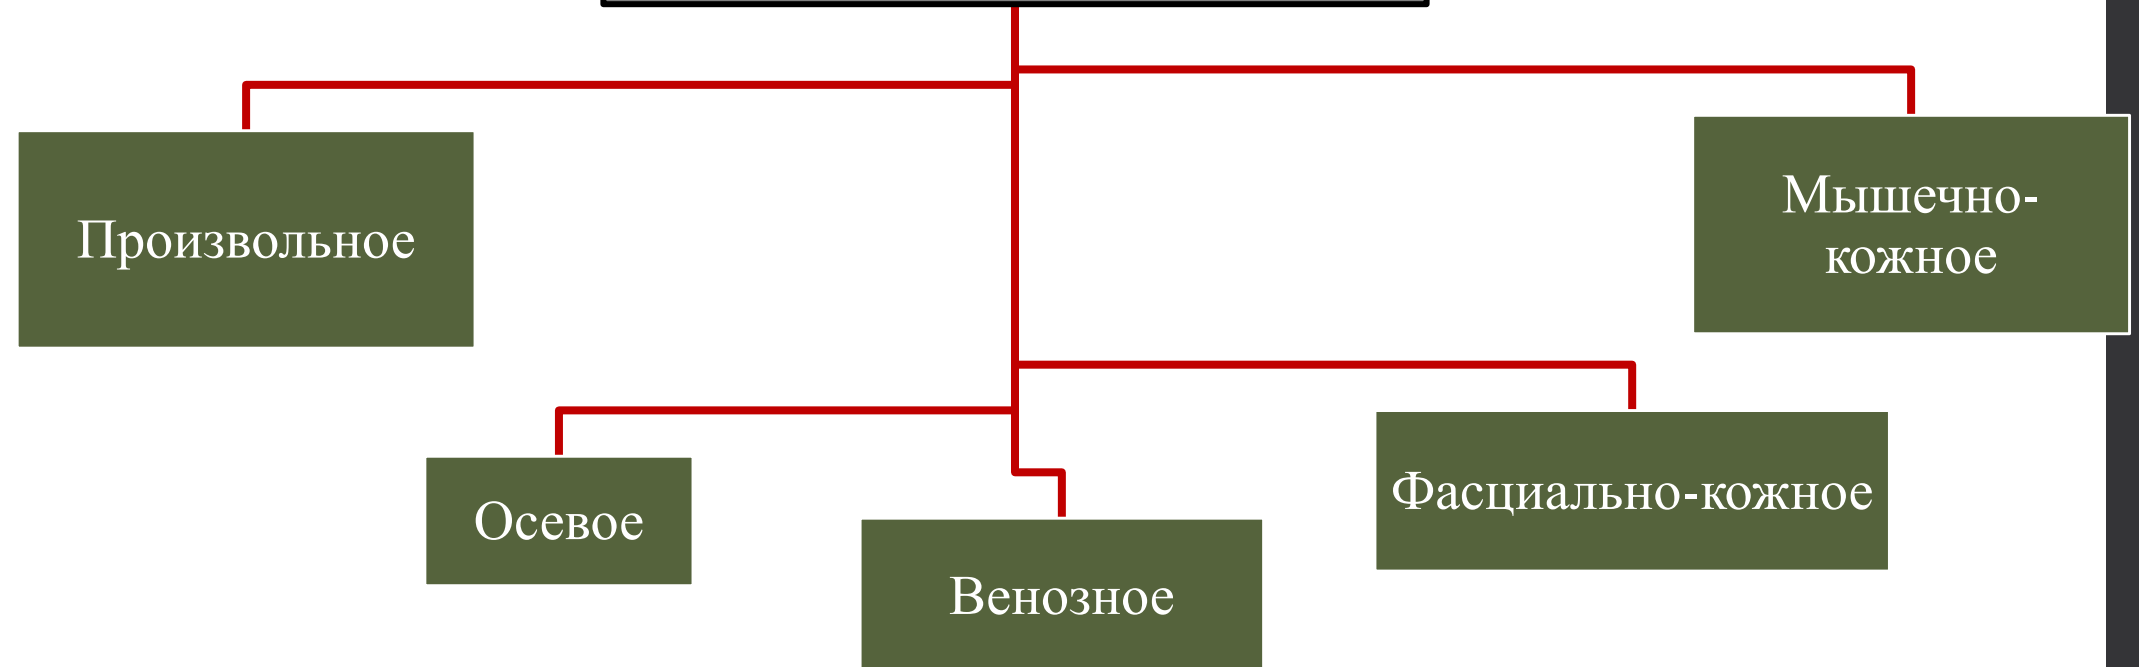 Произвольное
Мышечно-
кожное
Осевое
Венозное
Фасциально-кожное